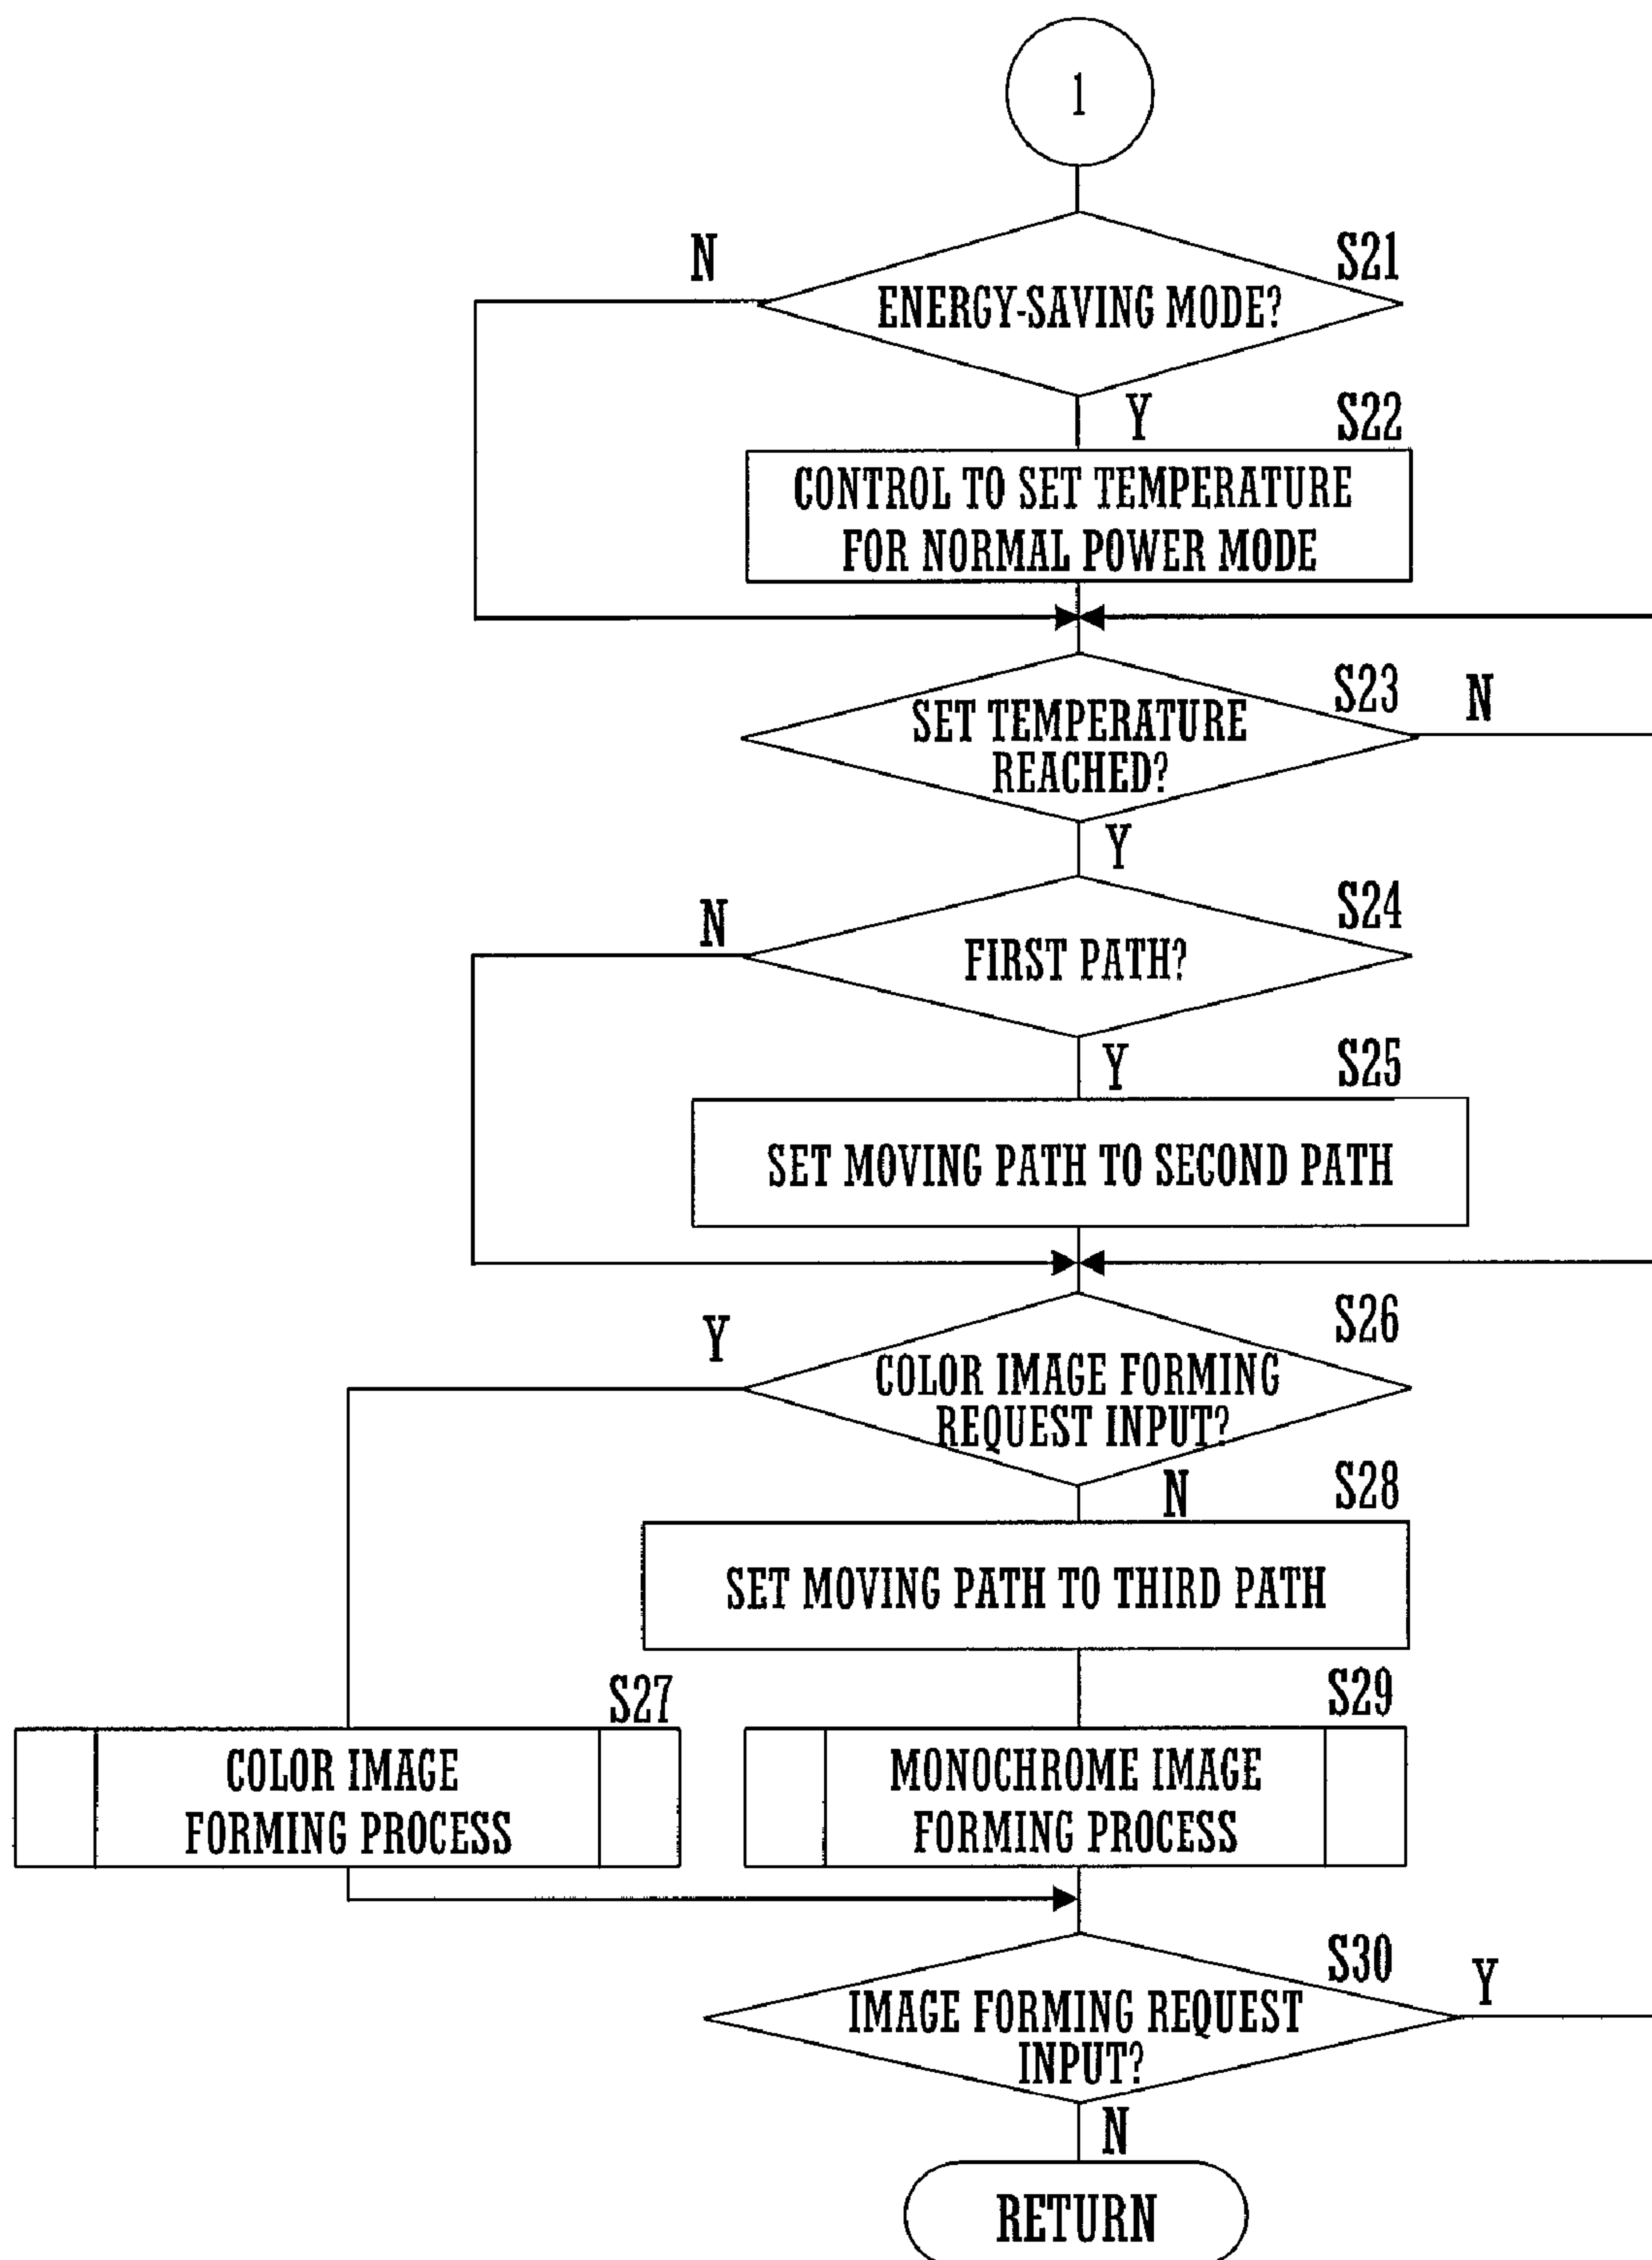 1
N
S21
ENERGY-SAVING MODE?
Y
S22
CONTROL TO SET TEMPERATURE
FOR NORMAL POWER MODE
S23
N
SET TEMPERATURE
REACHED?
Y
S24
N
FIRST PATH?
Y
S25
SET MOVING PATH TO SECOND PATH
S26
Y
COLOR IMAGE FORMING
REQUEST INPUT?
N
S28
SET MOVING PATH TO THIRD PATH
S27
COLOR IMAGE
FORMING PROCESS
S29
MONOCHROME IMAGE
FORMING PROCESS
S30
Y
IMAGE FORMING REQUEST
INPUT?
N
RETURN